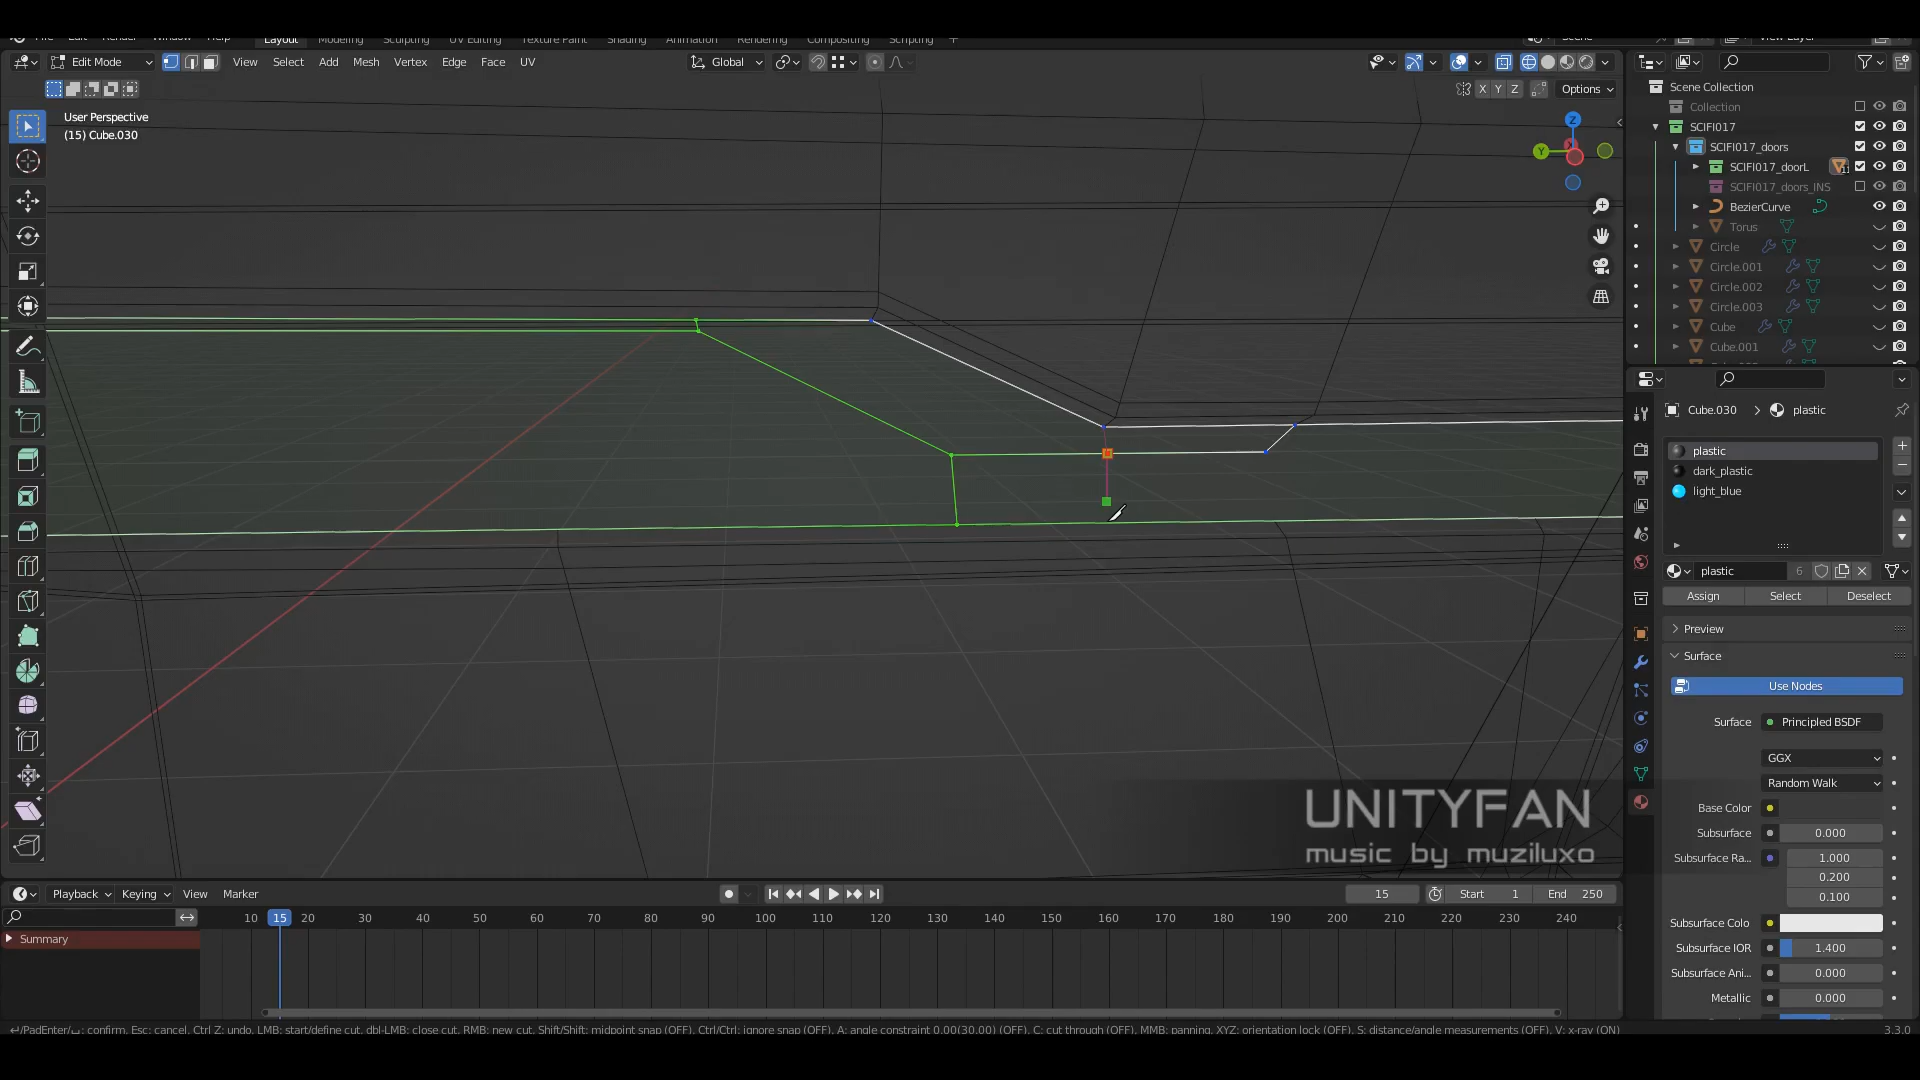 File Edit Render Window Help Layout Modeling Sculpting UV Editing Texture Paint Shading Animation Rendering Compositing Scripting + Scene View Layer
Edit Mode View Select Add Mesh Vertex Edge Face UV Global
X Y Z Options
User Perspective
(15) Cube.030
Z
Y
Scene Collection
Collection
SCIFI017
SCIFI017_doors
SCIFI017_doorL
SCIFI017_doors_INS
BezierCurve
Torus
Circle
Circle.001
Circle.002
Circle.003
Cube
Cube.001
Cube.030 > plastic
plastic
dark_plastic
light_blue
plastic 6
Assign Select Deselect
Preview
Surface
Use Nodes
Surface Principled BSDF
GGX
Random Walk
Base Color
Subsurface 0.000
Subsurface Ra... 1.000
0.200
0.100
Subsurface Colo
Subsurface IOR 1.400
Subsurface Ani... 0.000
Metallic 0.000
UNITYFAN
music by muziluxo
Playback Keying View Marker 15 Start 1 End 250
10 15 20 30 40 50 60 70 80 90 100 110 120 130 140 150 160 170 180 190 200 210 220 230 240
Summary
↵/PadEnter/⎵: confirm, Esc: cancel, Ctrl Z: undo, LMB: start/define cut, dbl-LMB: close cut, RMB: new cut, Shift/Shift: midpoint snap (OFF), Ctrl/Ctrl: ignore snap (OFF), A: angle constraint 0.00(30.00) (OFF), C: cut through (OFF), MMB: panning, XYZ: orientation lock (OFF), S: distance/angle measurements (OFF), V: x-ray (ON)
3.3.0